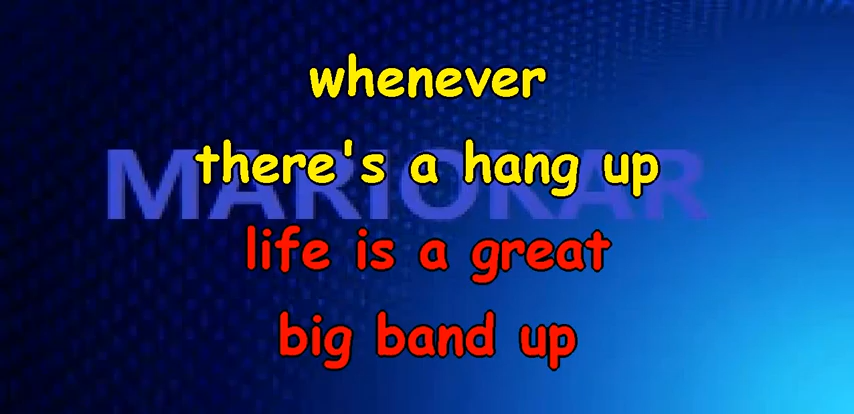 whenever
there's a hang up
MARIOKAR
life is a great
big band up